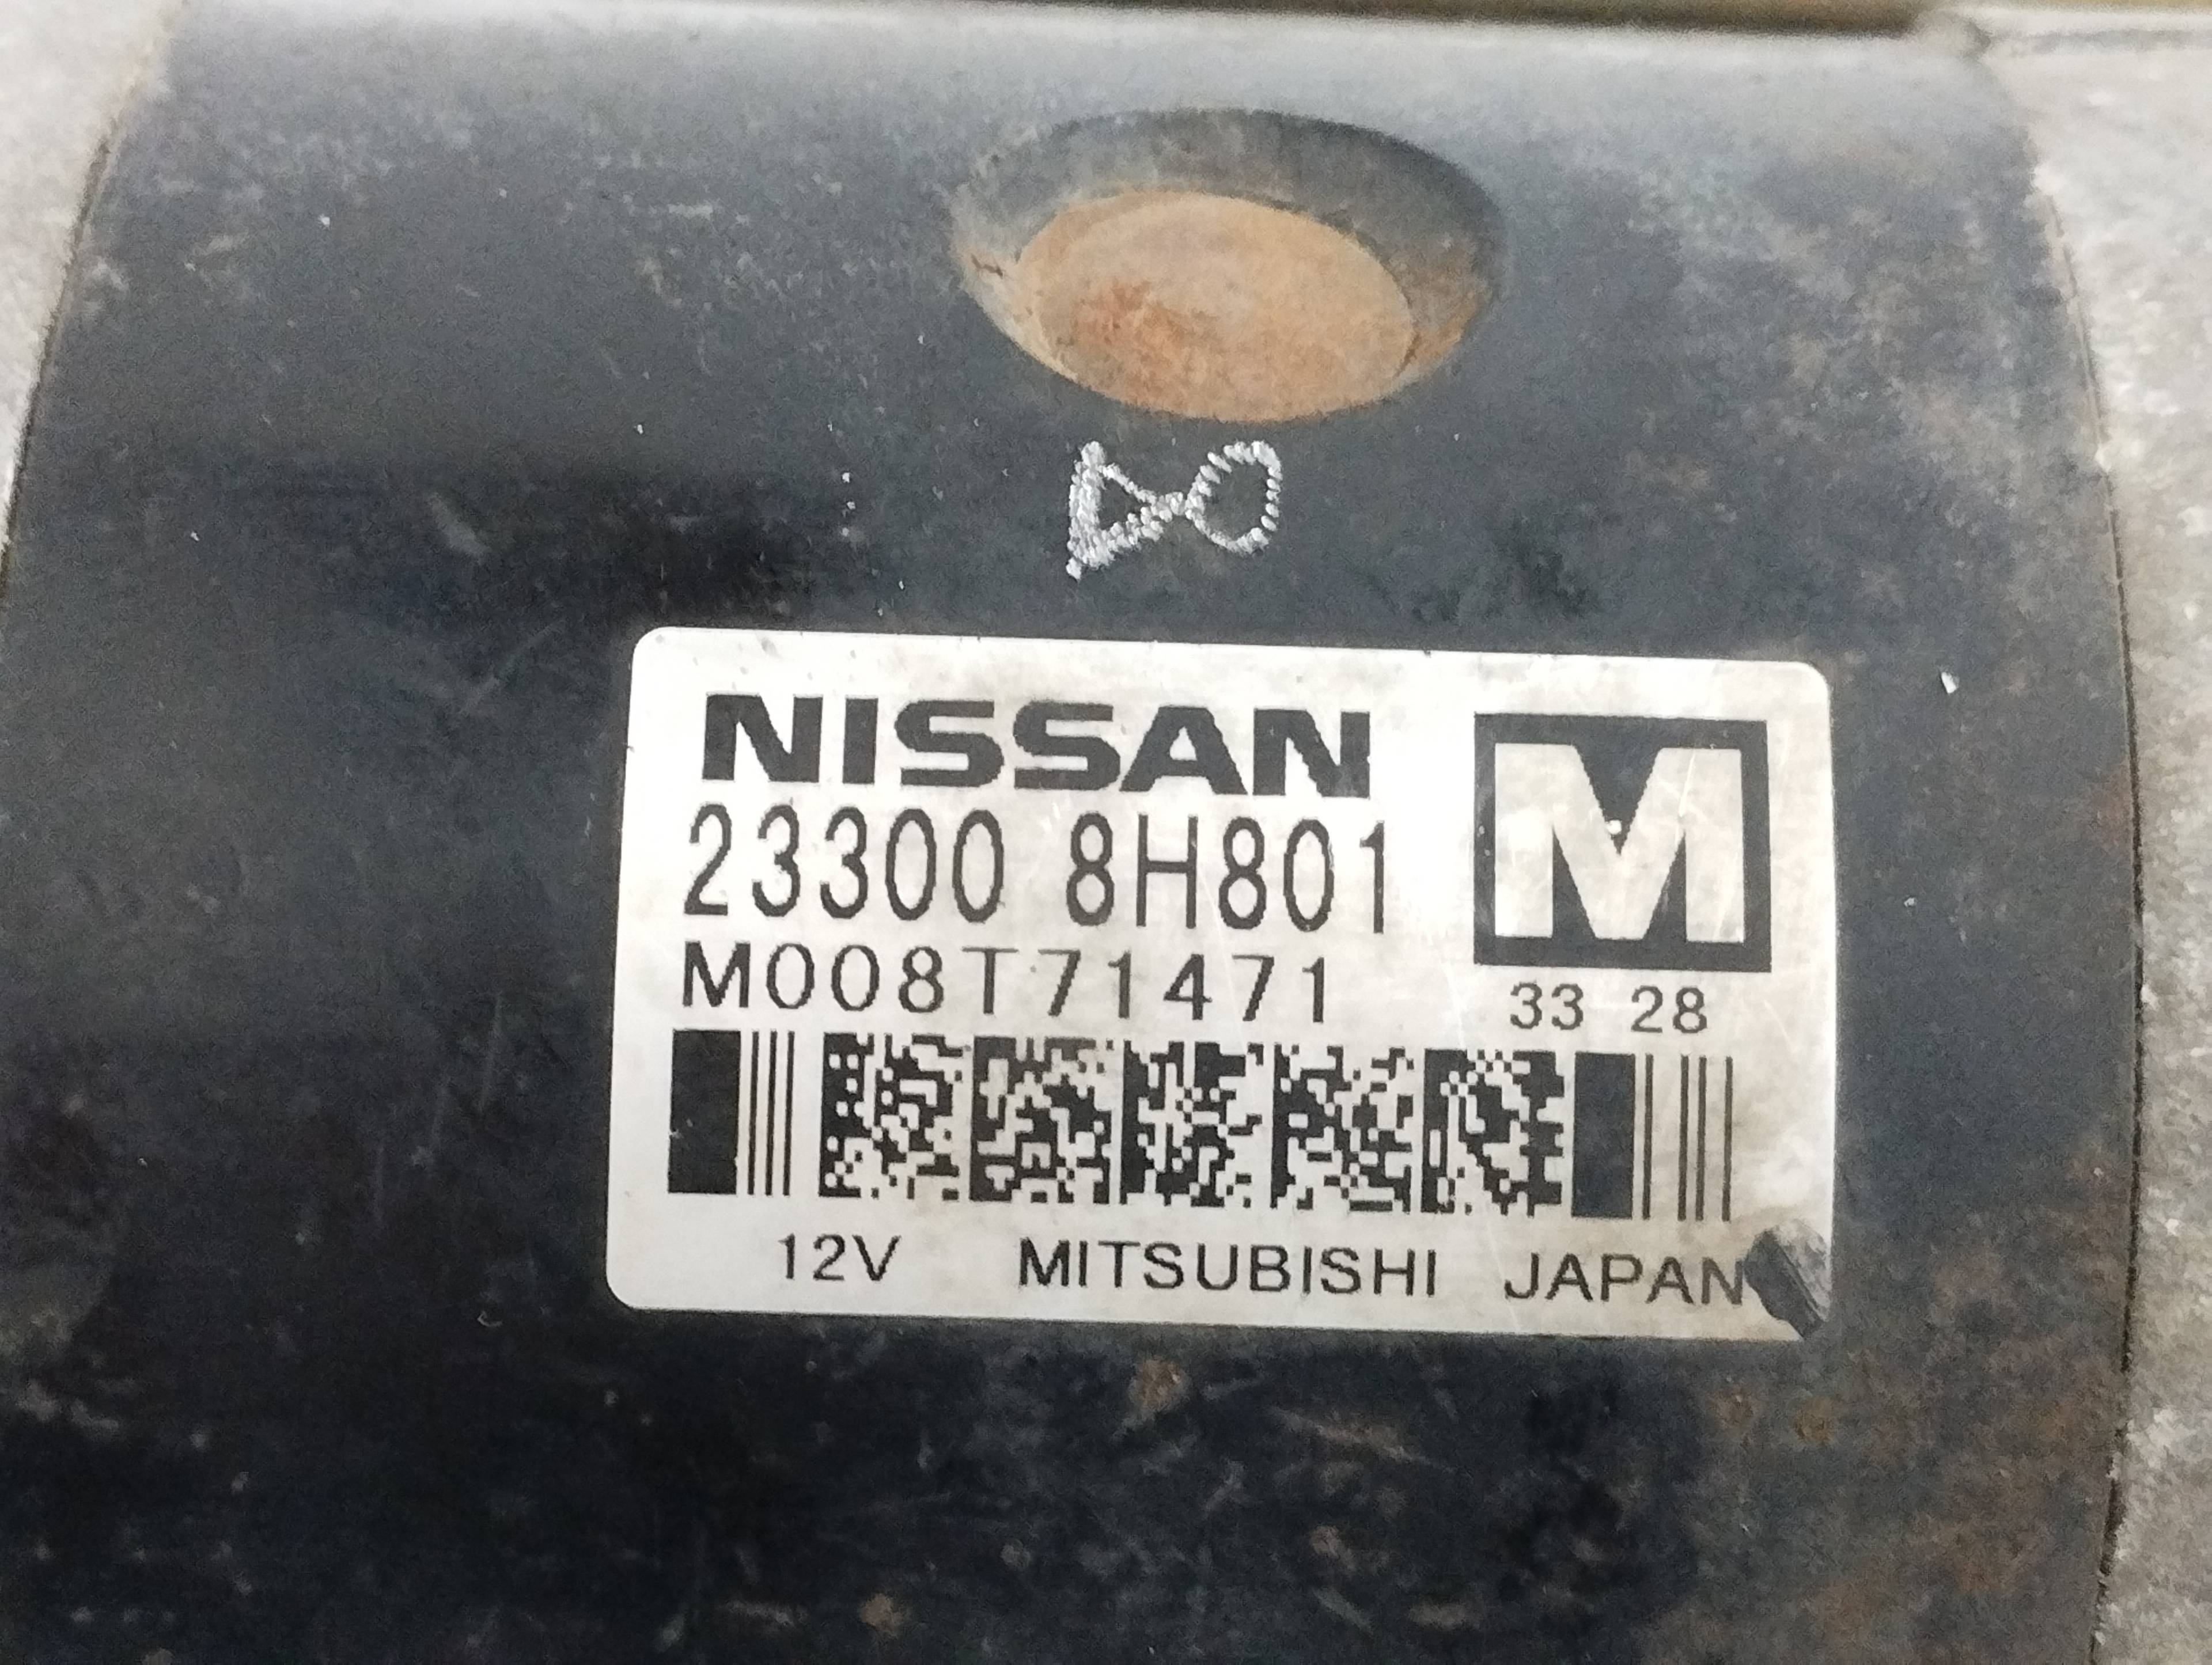 NISSAN
M
23300 8H801
M008T71471
33 28
12V MITSUBISHI JAPAN